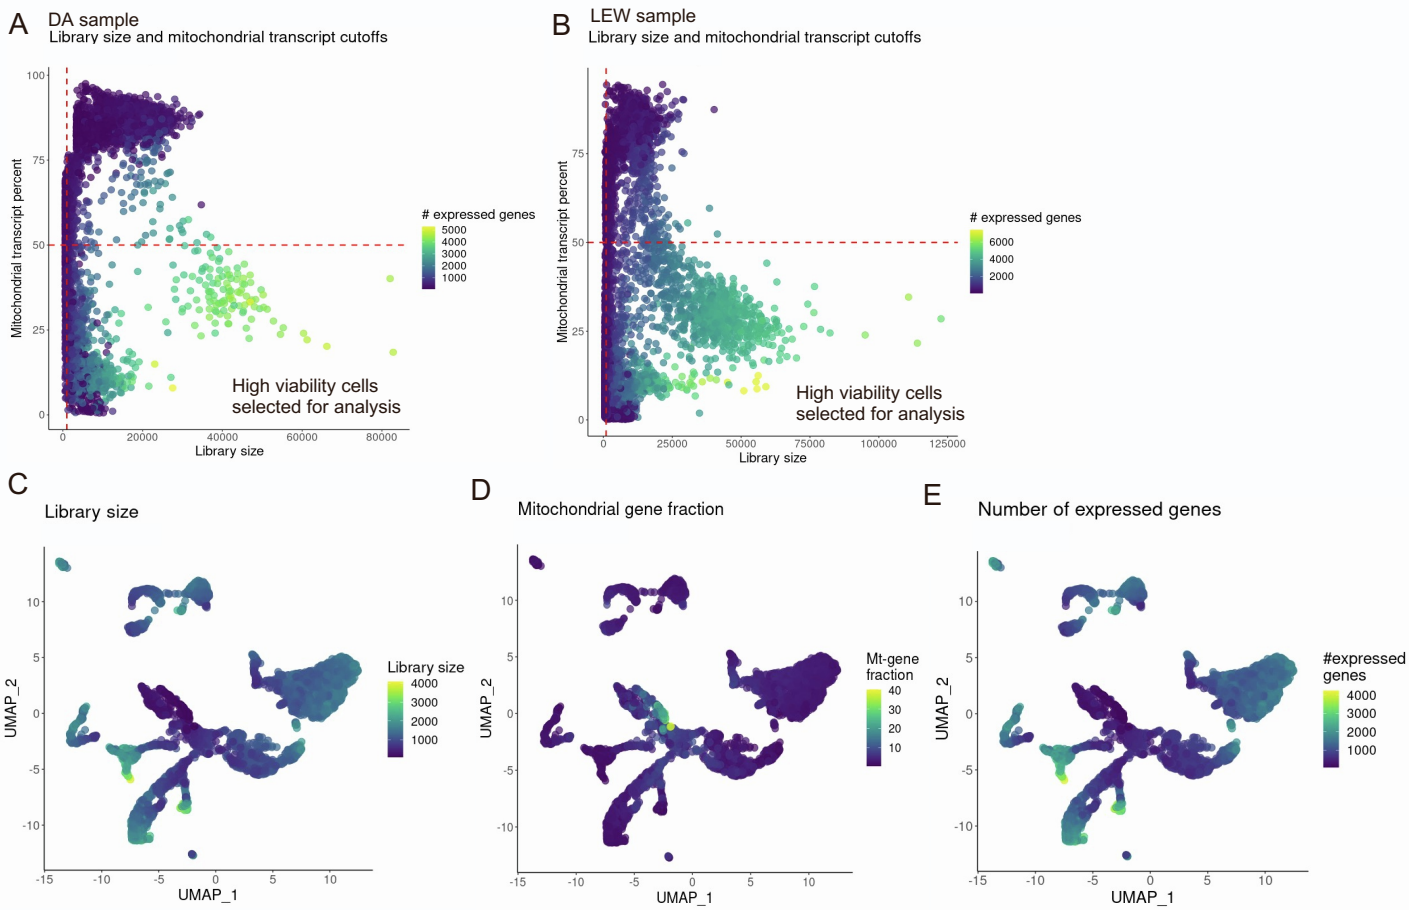 A
DA sample
Library size and mitochondrial transcript cutoffs
100
75
50
25
0
Mitochondrial transcript percent
0
20000
40000
60000
80000
Library size
# expressed genes
5000
4000
3000
2000
1000
High viability cells
selected for analysis
B
LEW sample
Library size and mitochondrial transcript cutoffs
75
50
25
0
Mitochondrial transcript percent
0
25000
50000
75000
100000
125000
Library size
# expressed genes
6000
4000
2000
High viability cells
selected for analysis
C
Library size
10
5
0
-5
-10
UMAP_2
-15
-10
-5
0
5
10
UMAP_1
Library size
4000
3000
2000
1000
D
Mitochondrial gene fraction
10
5
0
-5
-10
UMAP_2
-15
-10
-5
0
5
10
UMAP_1
Mt-gene
fraction
40
30
20
10
E
Number of expressed genes
10
5
0
-5
-10
UMAP_2
-15
-10
-5
0
5
10
UMAP_1
#expressed
genes
4000
3000
2000
1000